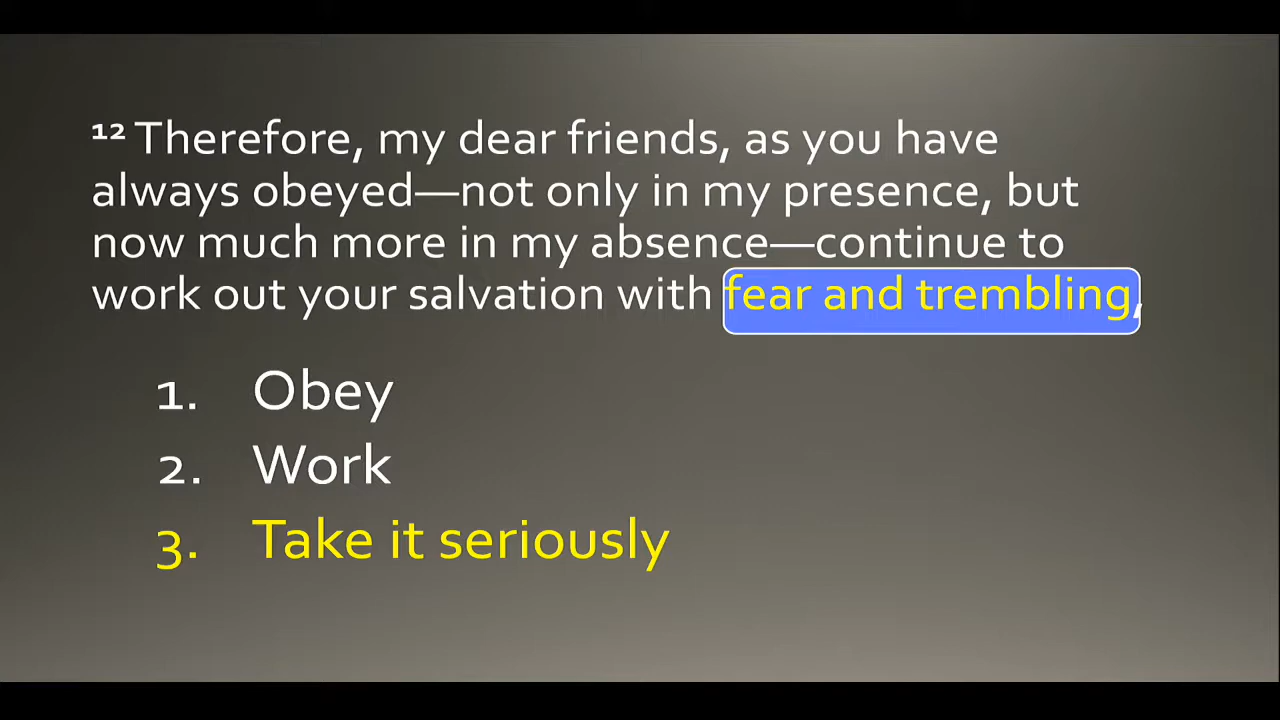 12 Therefore, my dear friends, as you have
always obeyed—not only in my presence, but
now much more in my absence—continue to
work out your salvation with fear and trembling,
1. Obey
2. Work
3. Take it seriously